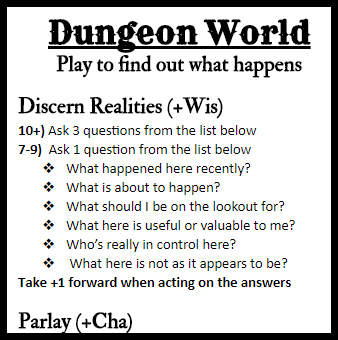 Dungeon World
Play to find out what happens
Discern Realities (+Wis)
10+) Ask 3 questions from the list below
7-9) Ask 1 question from the list below
❖ What happened here recently?
❖ What is about to happen?
❖ What should I be on the lookout for?
❖ What here is useful or valuable to me?
❖ Who's really in control here?
❖ What here is not as it appears to be?
Take +1 forward when acting on the answers
Parlay (+Cha)